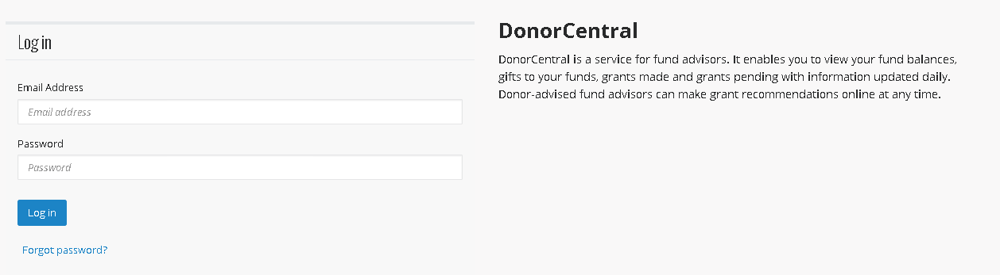 Log in
Email Address
Email address
Password
Password
Log in
Forgot password?
DonorCentral
DonorCentral is a service for fund advisors. It enables you to view your fund balances,
gifts to your funds, grants made and grants pending with information updated daily.
Donor-advised fund advisors can make grant recommendations online at any time.